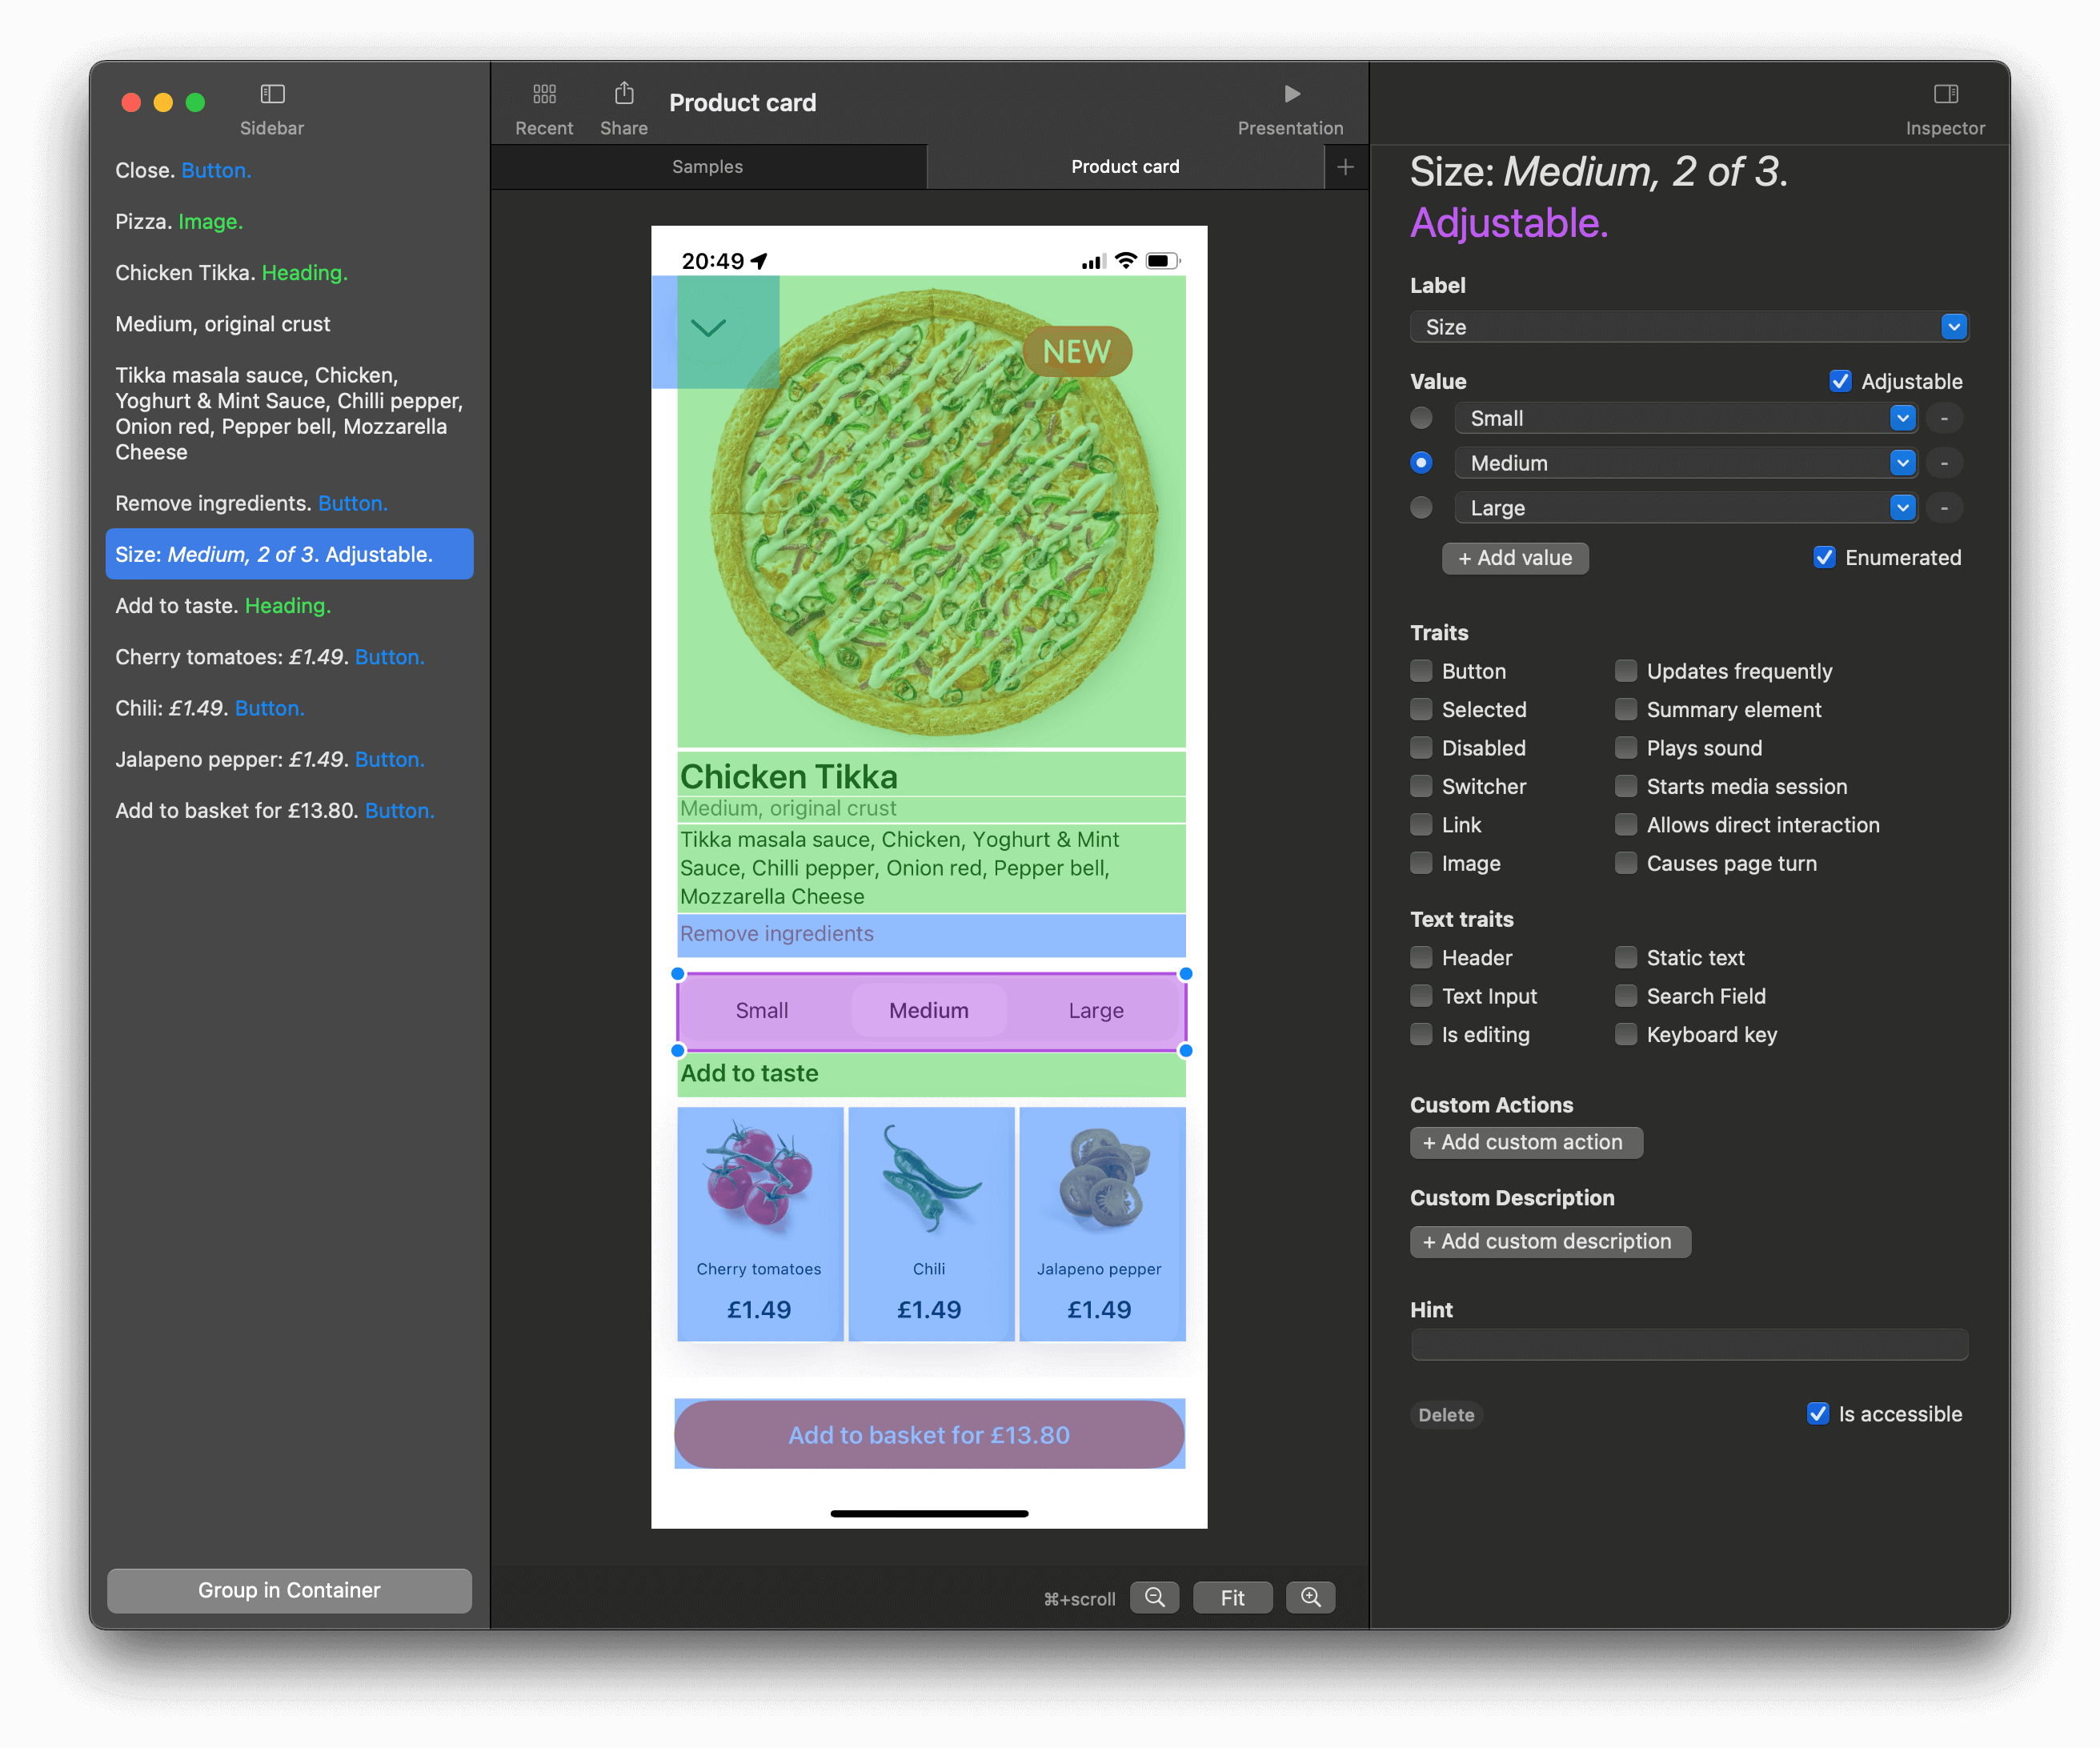 Sidebar
Close. Button.
Pizza. Image.
Chicken Tikka. Heading.
Medium, original crust
Tikka masala sauce, Chicken,
Yoghurt & Mint Sauce, Chilli pepper,
Onion red, Pepper bell, Mozzarella
Cheese
Remove ingredients. Button.
Size: Medium, 2 of 3. Adjustable.
Add to taste. Heading.
Cherry tomatoes: £1.49. Button.
Chili: £1.49. Button.
Jalapeno pepper: £1.49. Button.
Add to basket for £13.80. Button.
Group in Container
Recent
Share
Product card
Presentation
Samples
Product card
20:49
NEW
Chicken Tikka
Medium, original crust
Tikka masala sauce, Chicken, Yoghurt & Mint
Sauce, Chilli pepper, Onion red, Pepper bell,
Mozzarella Cheese
Remove ingredients
Small Medium Large
Add to taste
Cherry tomatoes Chili Jalapeno pepper
£1.49 £1.49 £1.49
Add to basket for £13.80
⌘+scroll
Fit
Inspector
Size: Medium, 2 of 3.
Adjustable.
Label
Size
Value Adjustable
Small -
Medium -
Large -
+ Add value Enumerated
Traits
Button Updates frequently
Selected Summary element
Disabled Plays sound
Switcher Starts media session
Link Allows direct interaction
Image Causes page turn
Text traits
Header Static text
Text Input Search Field
Is editing Keyboard key
Custom Actions
+ Add custom action
Custom Description
+ Add custom description
Hint
Delete Is accessible